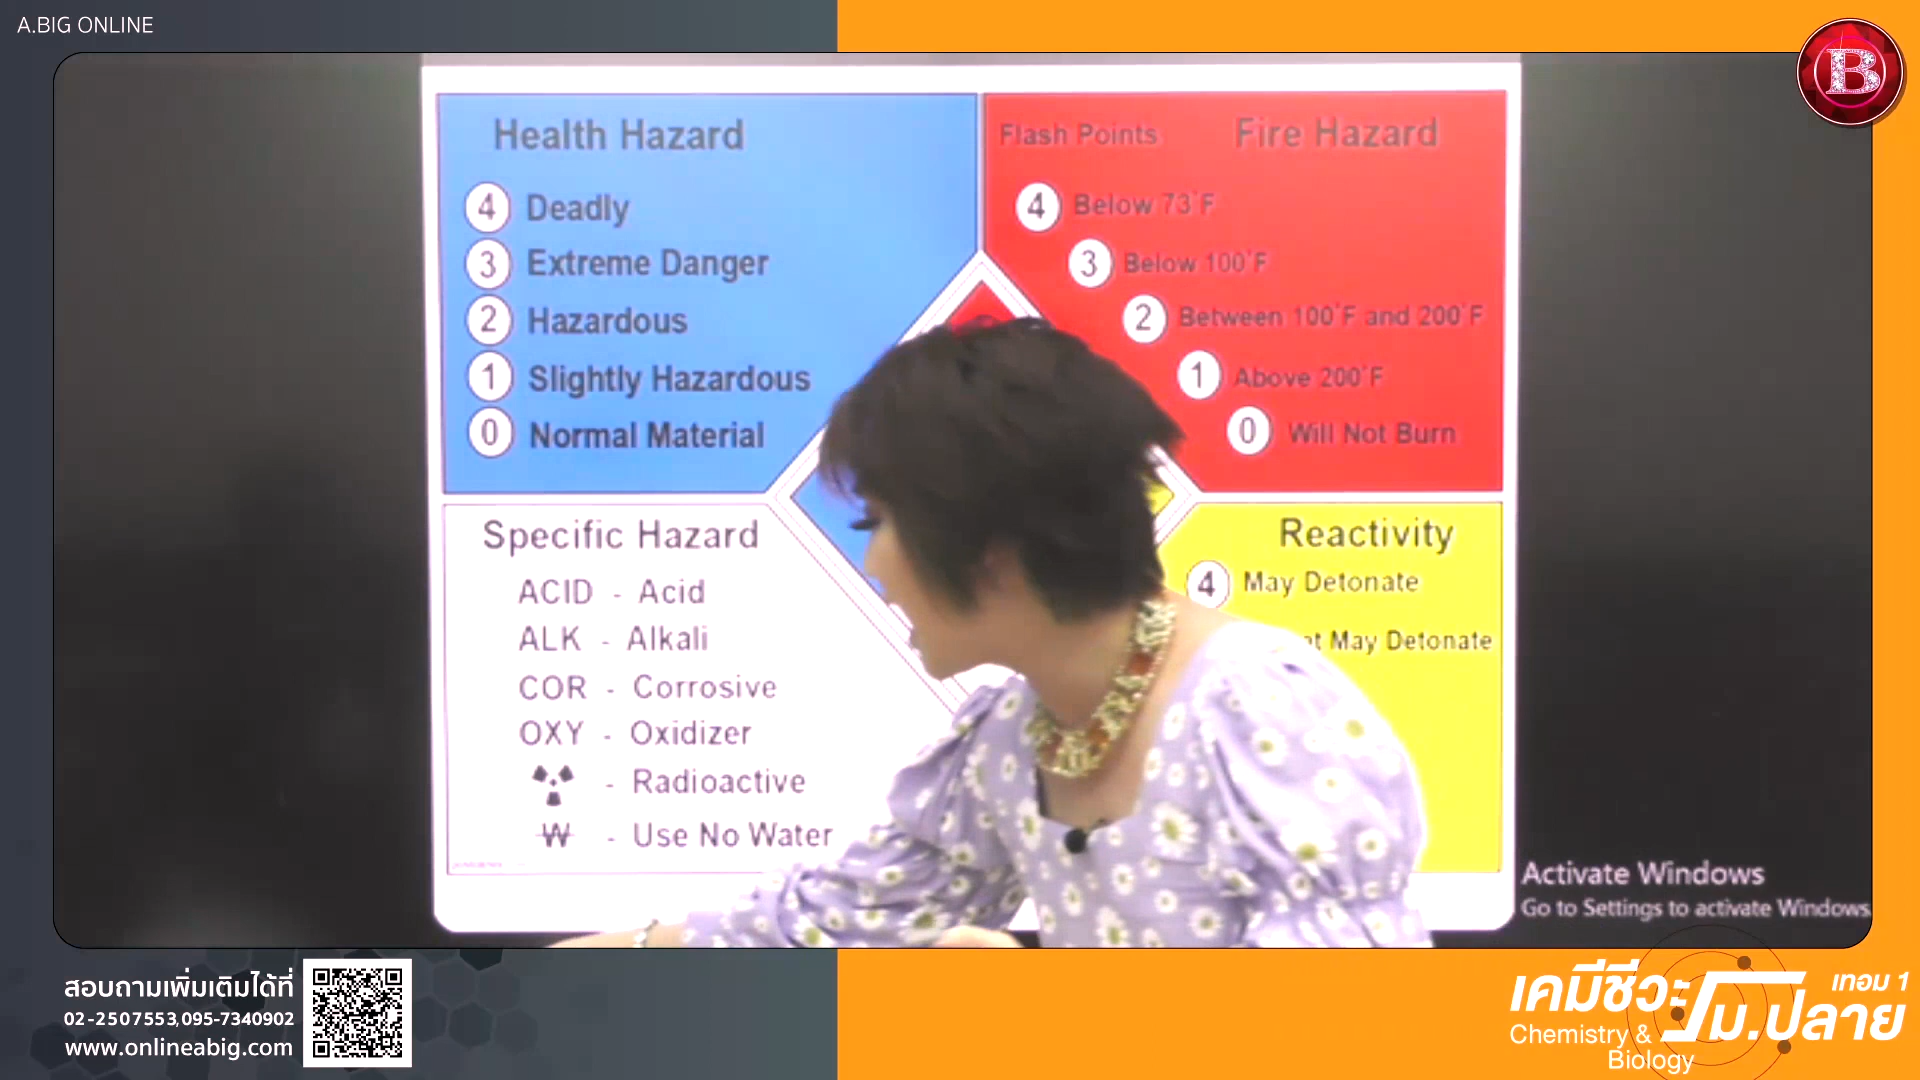 A.BIG ONLINE
B
Health Hazard
4 Deadly
3 Extreme Danger
2 Hazardous
1 Slightly Hazardous
0 Normal Material
Flash Points Fire Hazard
4 Below 73°F
3 Below 100°F
2 Between 100°F and 200°F
1 Above 200°F
0 Will Not Burn
Specific Hazard
ACID - Acid
ALK - Alkali
COR - Corrosive
OXY - Oxidizer
- Radioactive
W - Use No Water
Reactivity
4 May Detonate
May Detonate
Activate Windows
Go to Settings to activate Windows.
สอบถามเพิ่มเติมได้ที่
02-2507553,095-7340902
www.onlineabig.com
เคมีชีวะ ม.ปลาย เทอม 1
Chemistry &
Biology